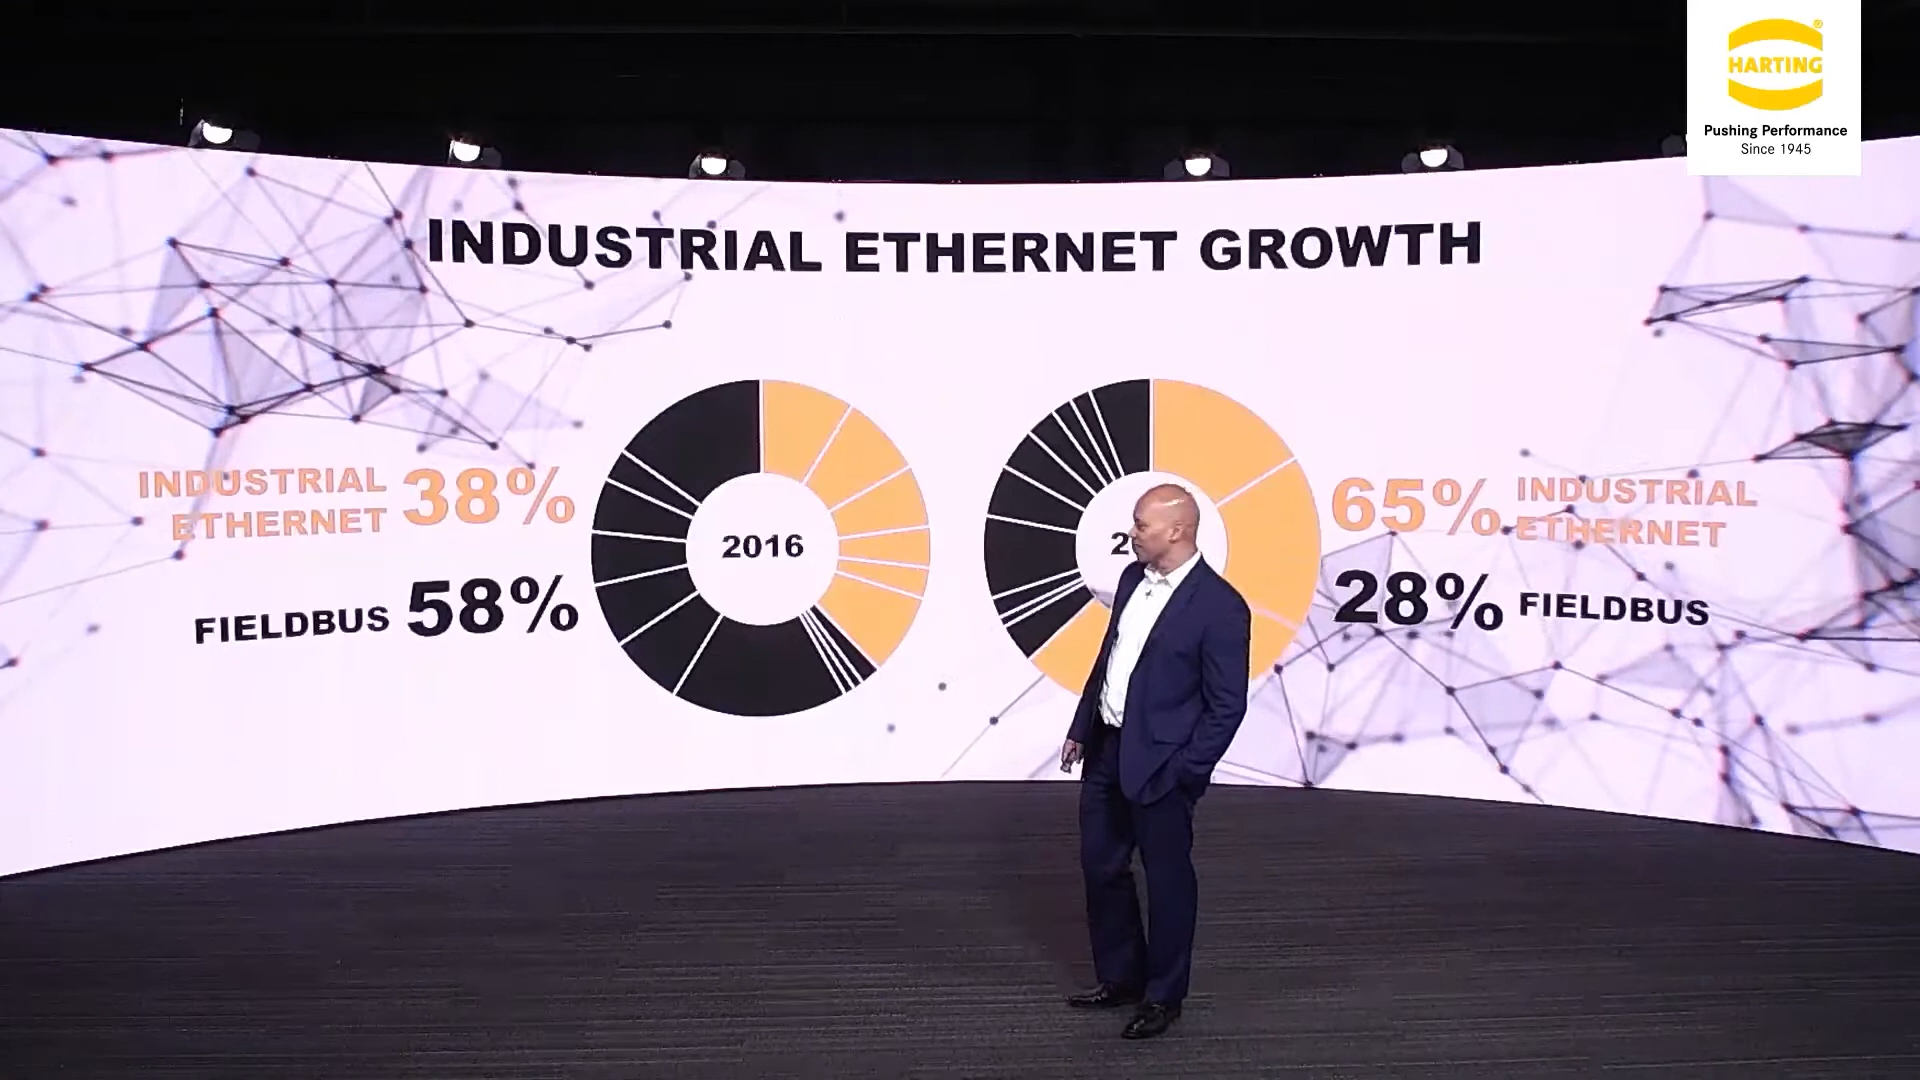 HARTING
Pushing Performance
Since 1945
INDUSTRIAL ETHERNET GROWTH
INDUSTRIAL
ETHERNET
38%
FIELDBUS 58%
2016
65%
INDUSTRIAL
ETHERNET
28% FIELDBUS